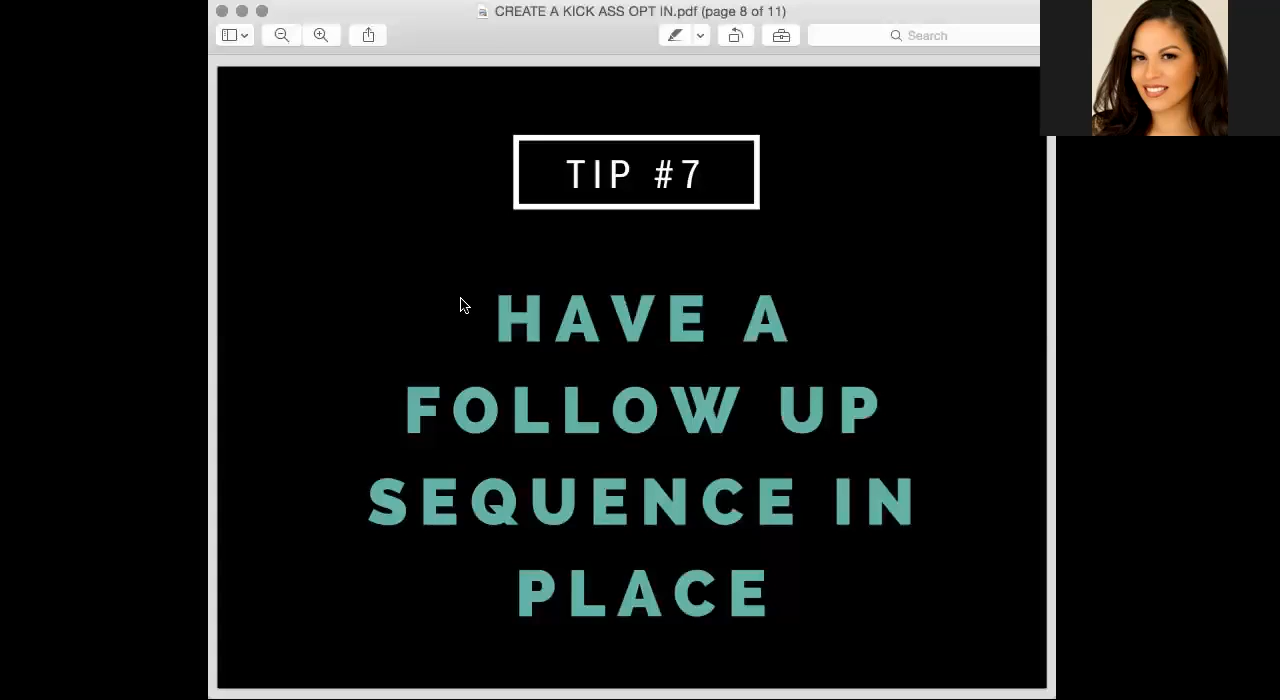 CREATE A KICK ASS OPT IN.pdf (page 8 of 11)
Search
TIP #7
HAVE A
FOLLOW UP
SEQUENCE IN
PLACE